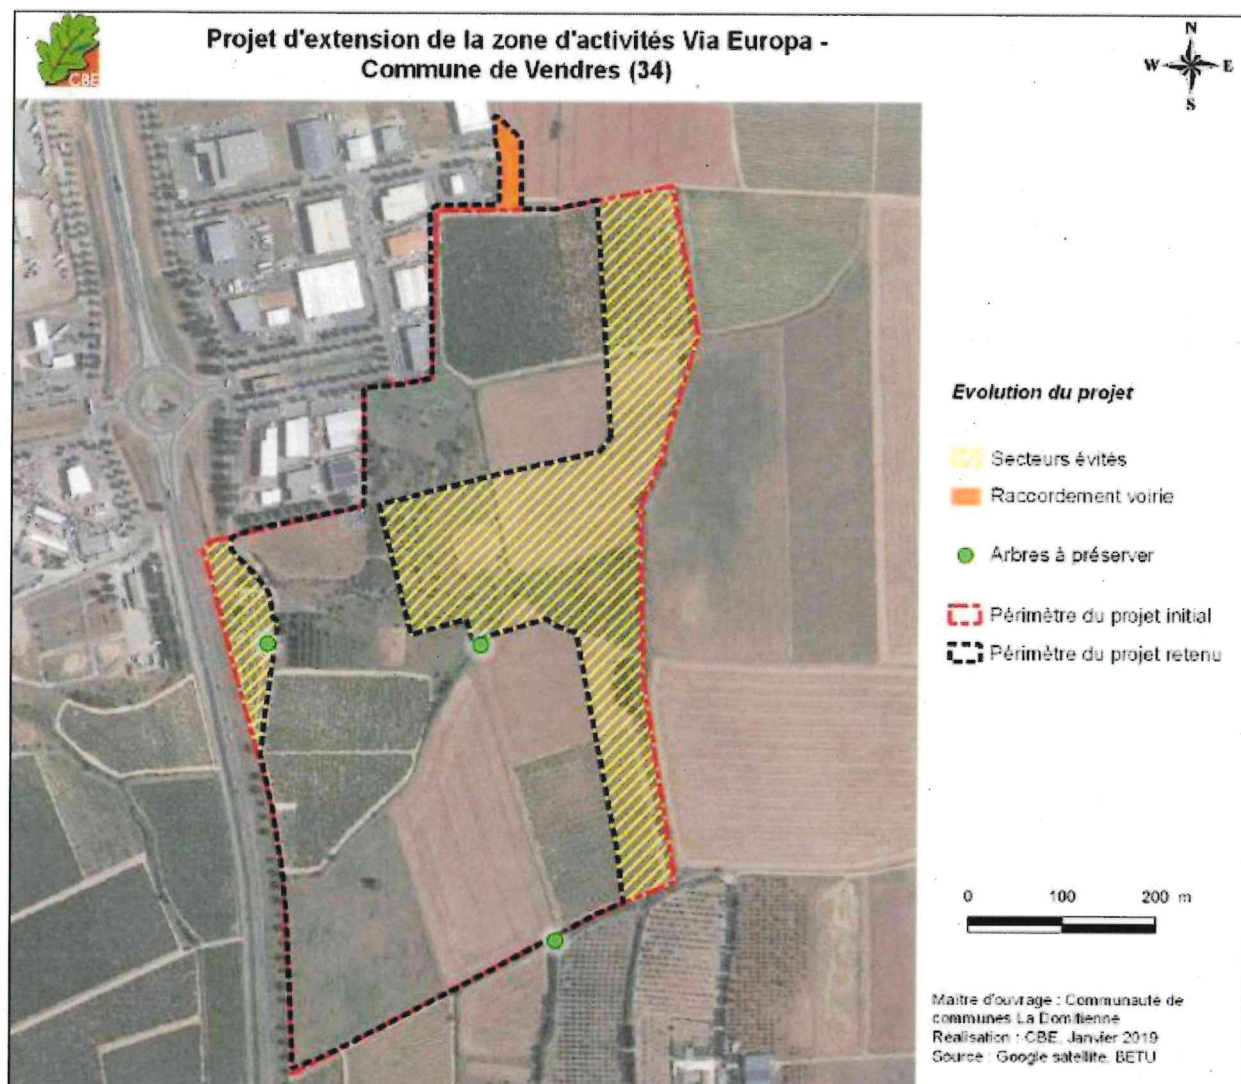 CBE
Projet d'extension de la zone d'activités Via Europa -
Commune de Vendres (34)
N
W E
S
Evolution du projet
Secteurs évités
Raccordement voirie
Arbres à préserver
Périmètre du projet initial
Périmètre du projet retenu
0 100 200 m
Maître d'ouvrage : Communauté de
communes La Domitienne
Réalisation : CBE, Janvier 2019
Source : Google satellite, BETU